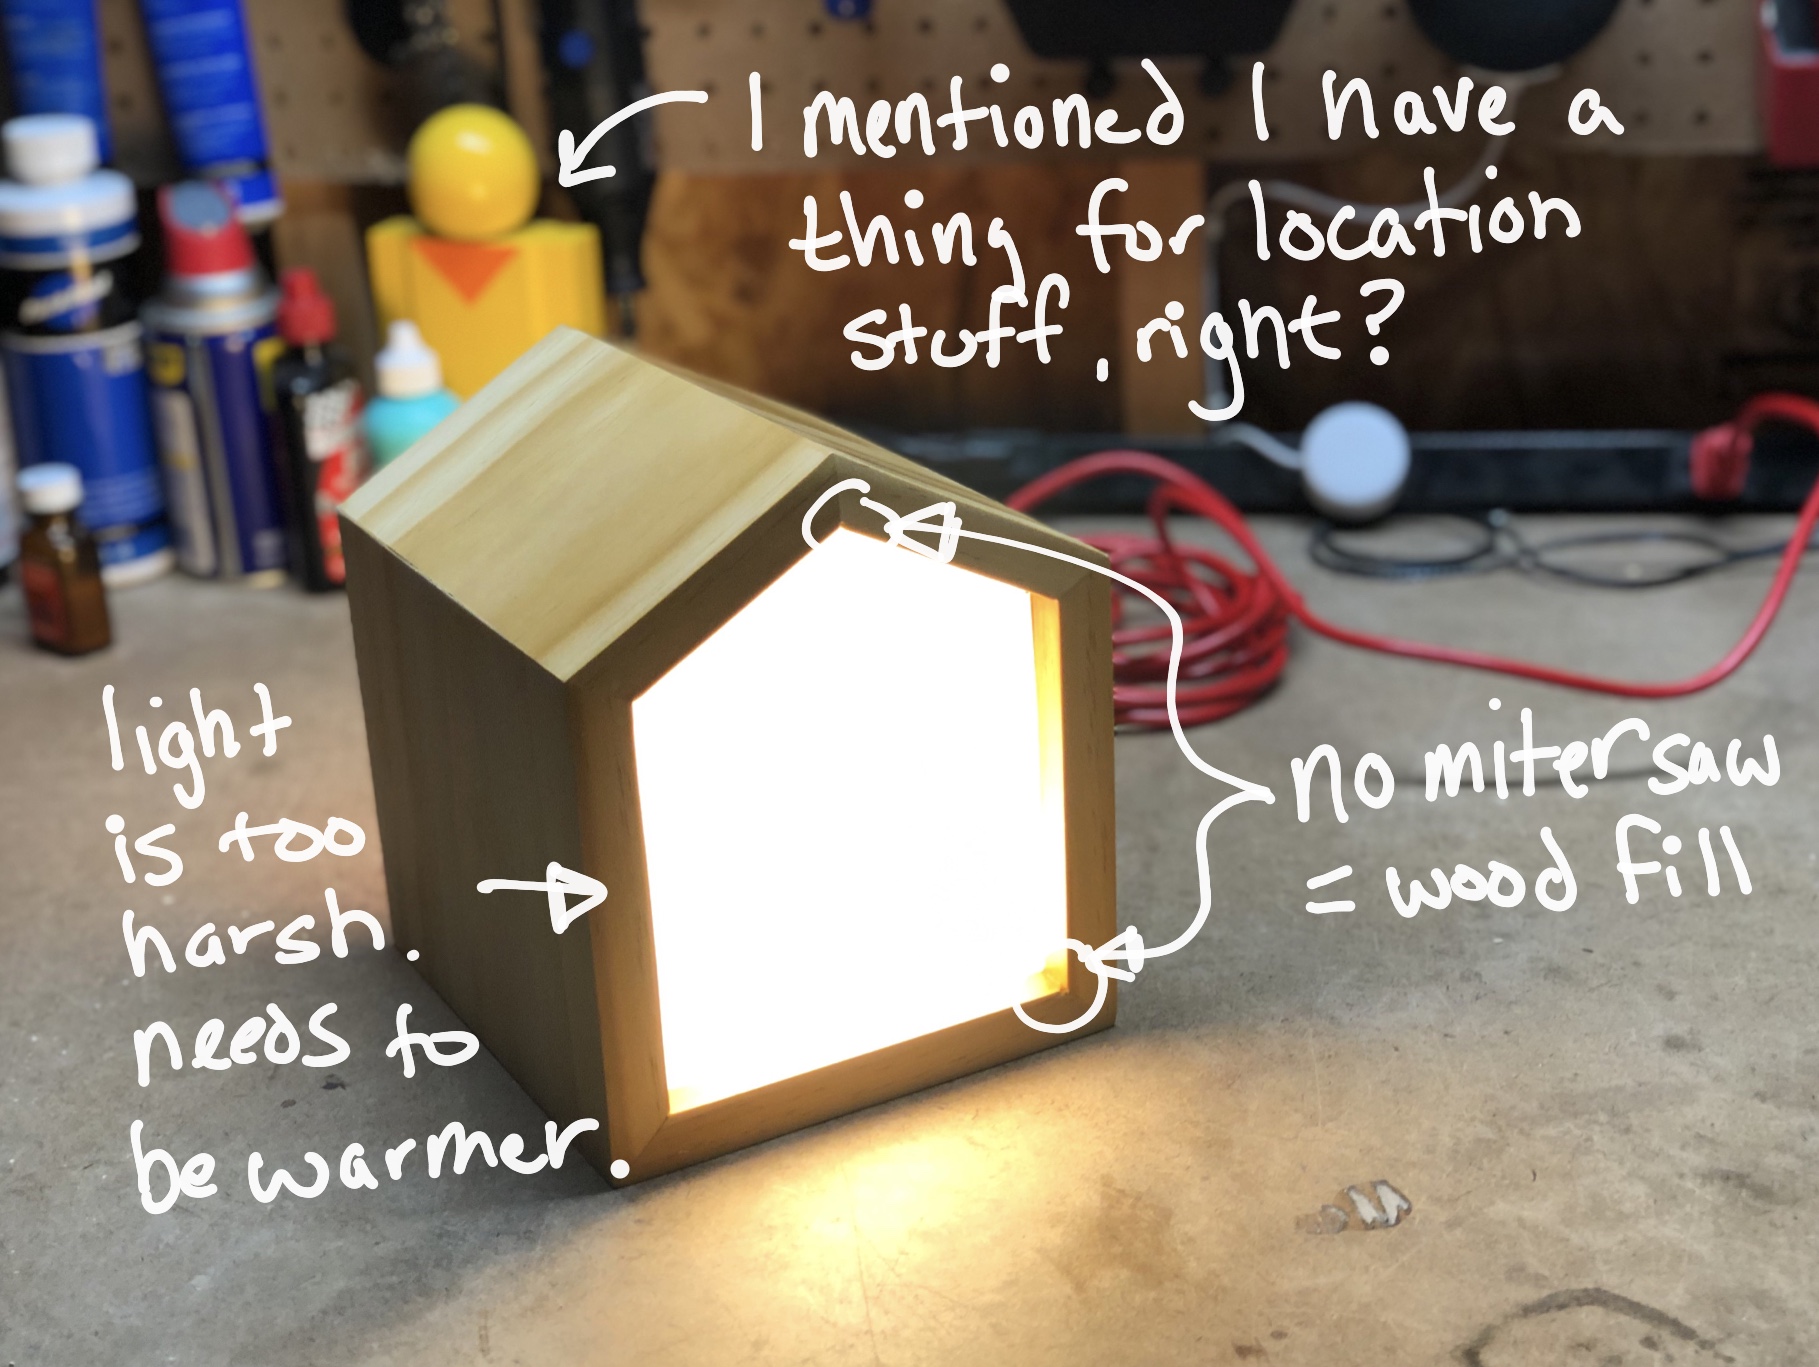 I mentioned I have a
thing for location
stuff, right?
light
is too
harsh.
needs to
be warmer.
no miter saw
= wood fill